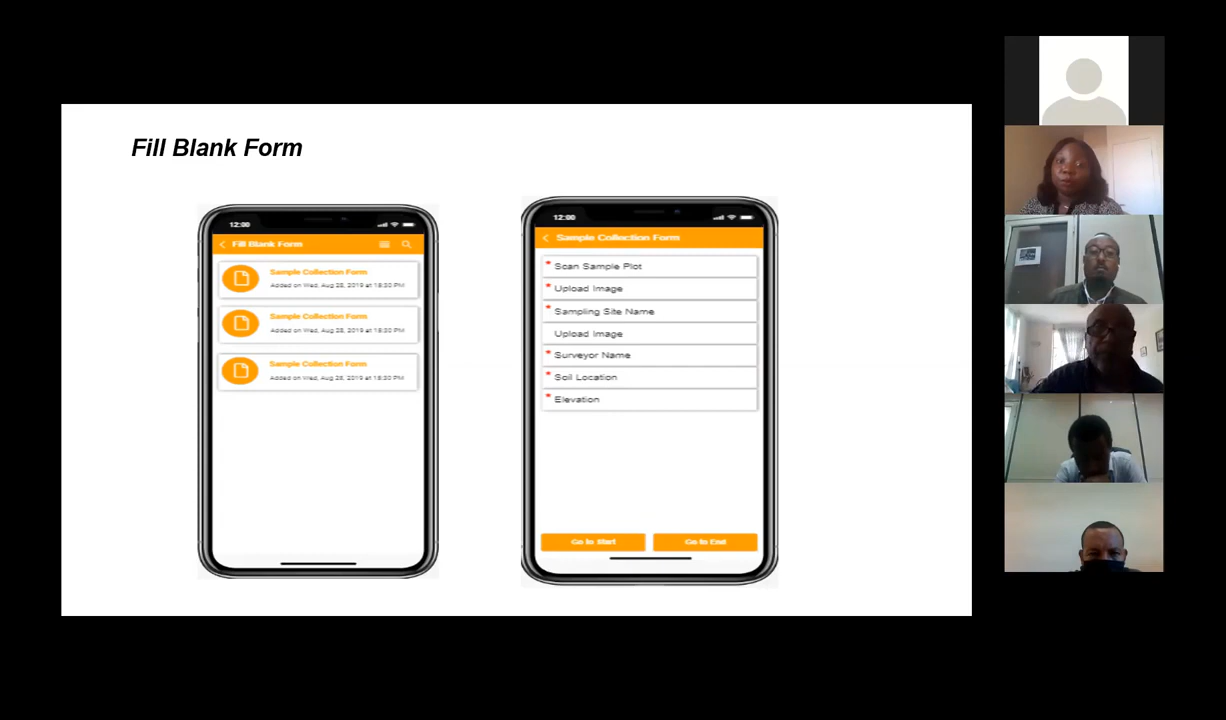 Fill Blank Form
12:00
Fill Blank Form
Sample Collection Form
Added on Wed, Aug 28, 2019 at 18:30 PM
Sample Collection Form
Added on Wed, Aug 28, 2019 at 18:30 PM
Sample Collection Form
Added on Wed, Aug 28, 2019 at 18:30 PM
12:00
Sample Collection Form
* Scan Sample Plot
* Upload Image
* Sampling Site Name
Upload Image
* Surveyor Name
* Soil Location
* Elevation
Go to Start
Go to End